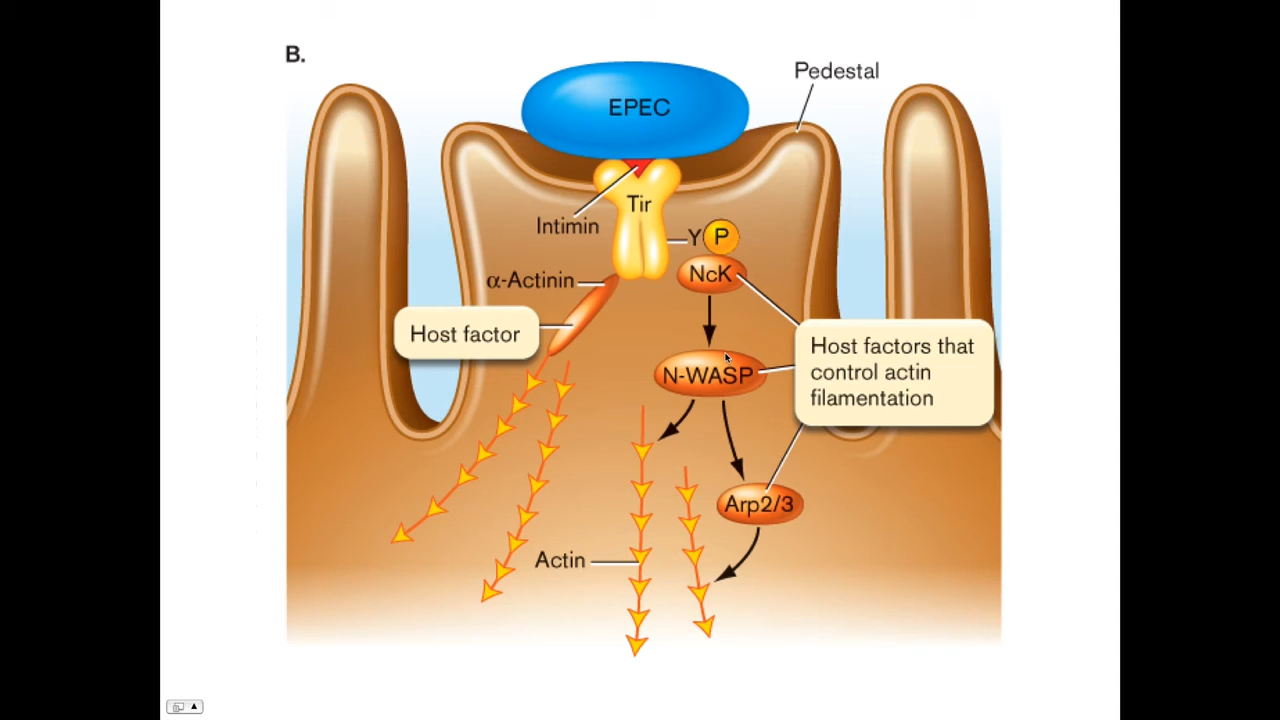 B.
Pedestal
EPEC
Tir
Intimin
Y P
NcK
α-Actinin
Host factor
Host factors that
control actin
filamentation
N-WASP
Arp2/3
Actin